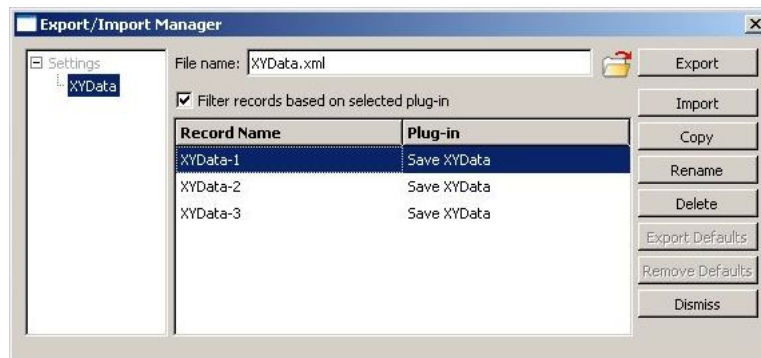 Export/Import Manager
Settings
XYData
File name: XYData.xml
Filter records based on selected plug-in
Record Name Plug-in
XYData-1 Save XYData
XYData-2 Save XYData
XYData-3 Save XYData
Export
Import
Copy
Rename
Delete
Export Defaults
Remove Defaults
Dismiss